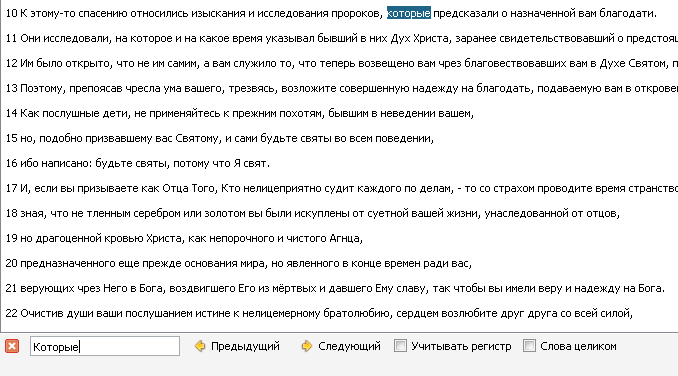 10 К этому-то спасению относились изыскания и исследования пророков, которые предсказали о назначенной вам благодати.
11 Они исследовали, на которое и на какое время указывал бывший в них Дух Христа, заранее свидетельствовавший о предстоящ
12 Им было открыто, что не им самим, а вам служило то, что теперь возвещено вам чрез благовествовавших вам в Духе Святом, п
13 Поэтому, препоясав чресла ума вашего, трезвясь, возложите совершенную надежду на благодать, подаваемую вам в открове
14 Как послушные дети, не применяйтесь к прежним похотям, бывшим в неведении вашем,
15 но, подобно призвавшему вас Святому, и сами будьте святы во всем поведении,
16 ибо написано: будьте святы, потому что Я свят.
17 И, если вы призываете как Отца Того, Кто нелицеприятно судит каждого по делам, - то со страхом проводите время странство
18 зная, что не тленным серебром или золотом вы были искуплены от суетной вашей жизни, унаследованной от отцов,
19 но драгоценной кровью Христа, как непорочного и чистого Агнца,
20 предназначенного еще прежде основания мира, но явленного в конце времен ради вас,
21 верующих чрез Него в Бога, воздвигшего Его из мёртвых и давшего Ему славу, так чтобы вы имели веру и надежду на Бога.
22 Очистив души ваши послушанием истине к нелицемерному братолюбию, сердцем возлюбите друг друга со всей силой,
Которые Предыдущий Следующий Учитывать регистр Слова целиком